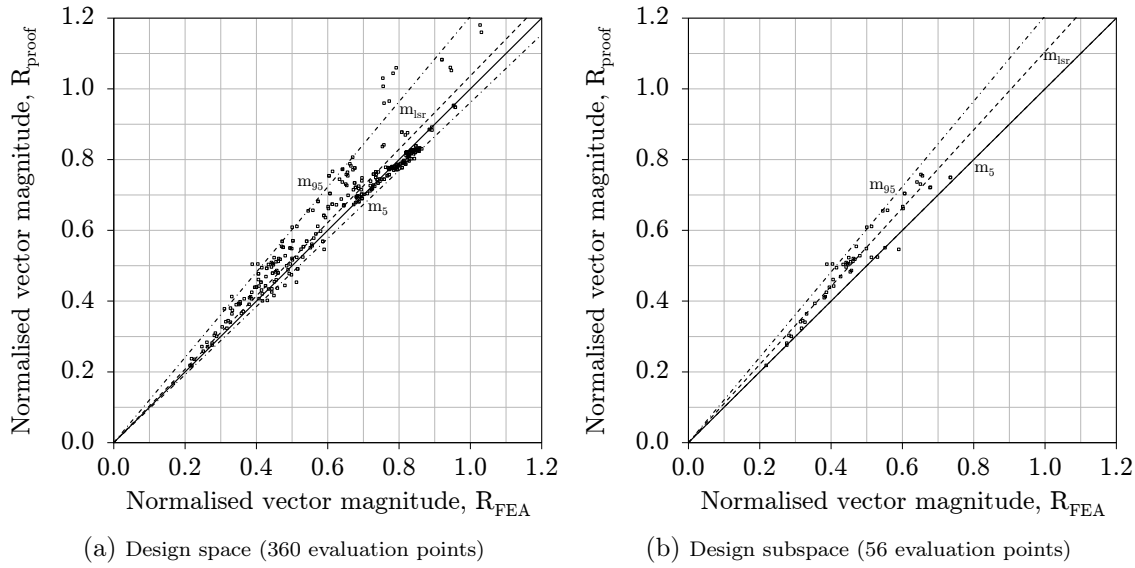 Normalised vector magnitude, R_proof
1.2
1.0
0.8
0.6
0.4
0.2
0.0
m_lsr
m_95
m_5
0.0 0.2 0.4 0.6 0.8 1.0 1.2
Normalised vector magnitude, R_FEA
(a) Design space (360 evaluation points)
Normalised vector magnitude, R_proof
1.2
1.0
0.8
0.6
0.4
0.2
0.0
m_lsr
m_5
m_95
0.0 0.2 0.4 0.6 0.8 1.0 1.2
Normalised vector magnitude, R_FEA
(b) Design subspace (56 evaluation points)